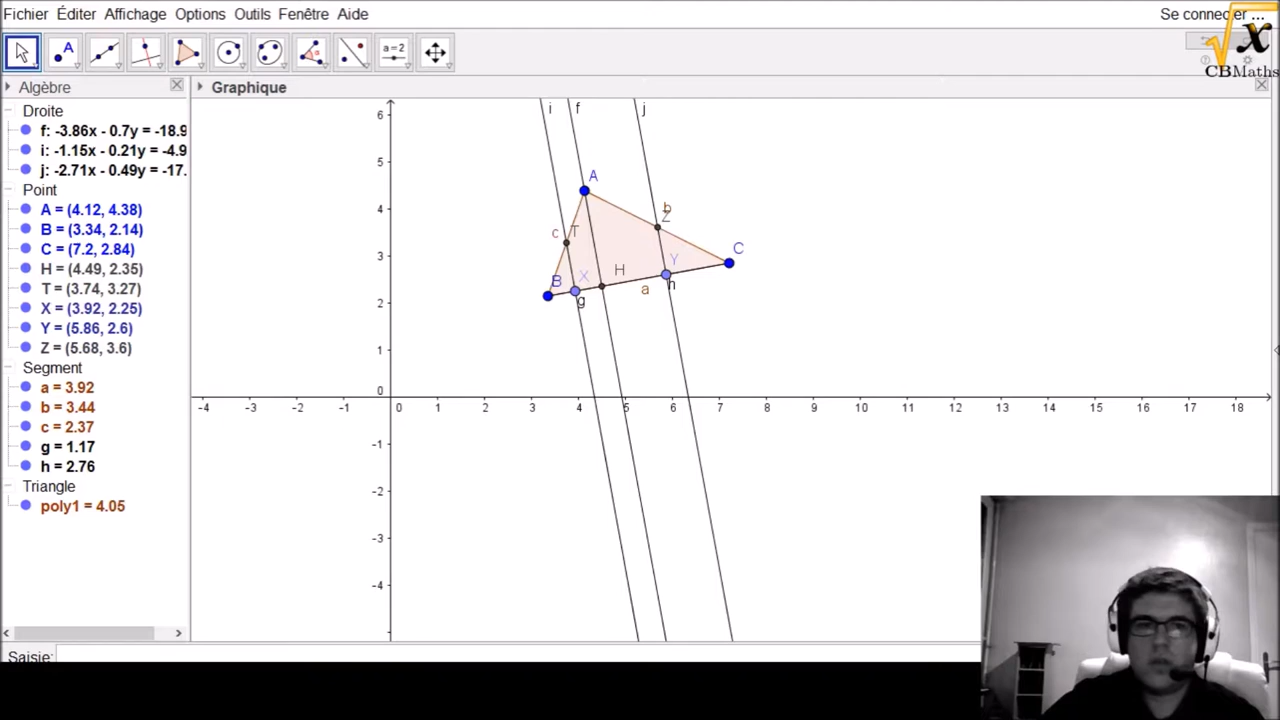 Fichier Éditer Affichage Options Outils Fenêtre Aide Se connecter ...
A a=2
x
CBMaths
Algèbre Graphique
Droite
f: -3.86x - 0.7y = -18.9
i: -1.15x - 0.21y = -4.9
j: -2.71x - 0.49y = -17.
Point
A = (4.12, 4.38)
B = (3.34, 2.14)
C = (7.2, 2.84)
H = (4.49, 2.35)
T = (3.74, 3.27)
X = (3.92, 2.25)
Y = (5.86, 2.6)
Z = (5.68, 3.6)
Segment
a = 3.92
b = 3.44
c = 2.37
g = 1.17
h = 2.76
Triangle
poly1 = 4.05
i f j
6
5
A
4 b
Z
c T
C
3 Y
H
B X
h
a
2 g
1
0
-4 -3 -2 -1 0 1 2 3 4 5 6 7 8 9 10 11 12 13 14 15 16 17 18
-1
-2
-3
-4
Saisie: